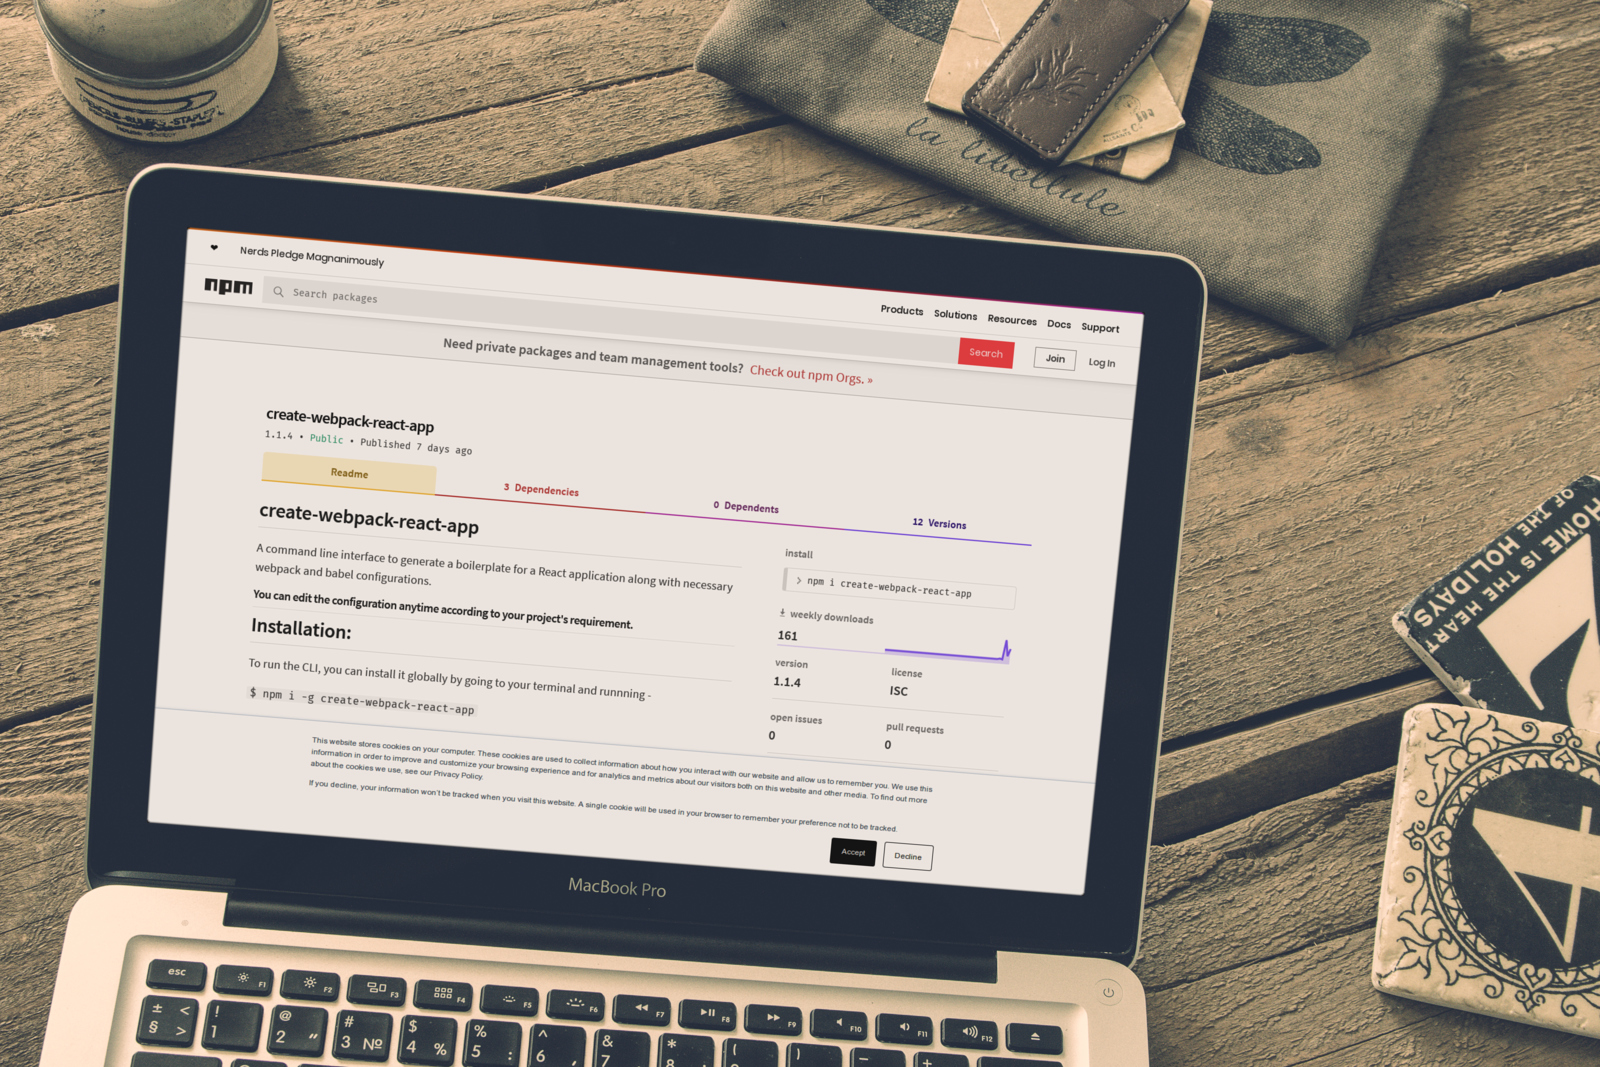 PENCILS-RULERS-STAPLE
la libellule
Nerds Pledge Magnanimously
Products Solutions Resources Docs Support
npm
Search packages
Search
Join
Log In
Need private packages and team management tools? Check out npm Orgs. »
create-webpack-react-app
1.1.4 • Public • Published 7 days ago
Readme
3 Dependencies
0 Dependents
12 Versions
create-webpack-react-app
A command line interface to generate a boilerplate for a React application along with necessary
webpack and babel configurations.
You can edit the configuration anytime according to your project's requirement.
Installation:
To run the CLI, you can install it globally by going to your terminal and runnning -
$ npm i -g create-webpack-react-app
install
> npm i create-webpack-react-app
weekly downloads
161
version
1.1.4
license
ISC
open issues
0
pull requests
0
This website stores cookies on your computer. These cookies are used to collect information about how you interact with our website and allow us to remember you. We use this
information in order to improve and customize your browsing experience and for analytics and metrics about our visitors both on this website and other media. To find out more
about the cookies we use, see our Privacy Policy.
If you decline, your information won't be tracked when you visit this website. A single cookie will be used in your browser to remember your preference not to be tracked.
Accept
Decline
MacBook Pro
HOME IS THE HEART
OF THE HOLIDAYS
esc
F1
F2
F3
F4
F5
F6
F7
F8
F9
F10
F11
F12
± <
§ >
!
1
@
2 "
#
3 №
$
4 %
%
5 :
^
6 ,
&
7
*
8
(
)
−
+